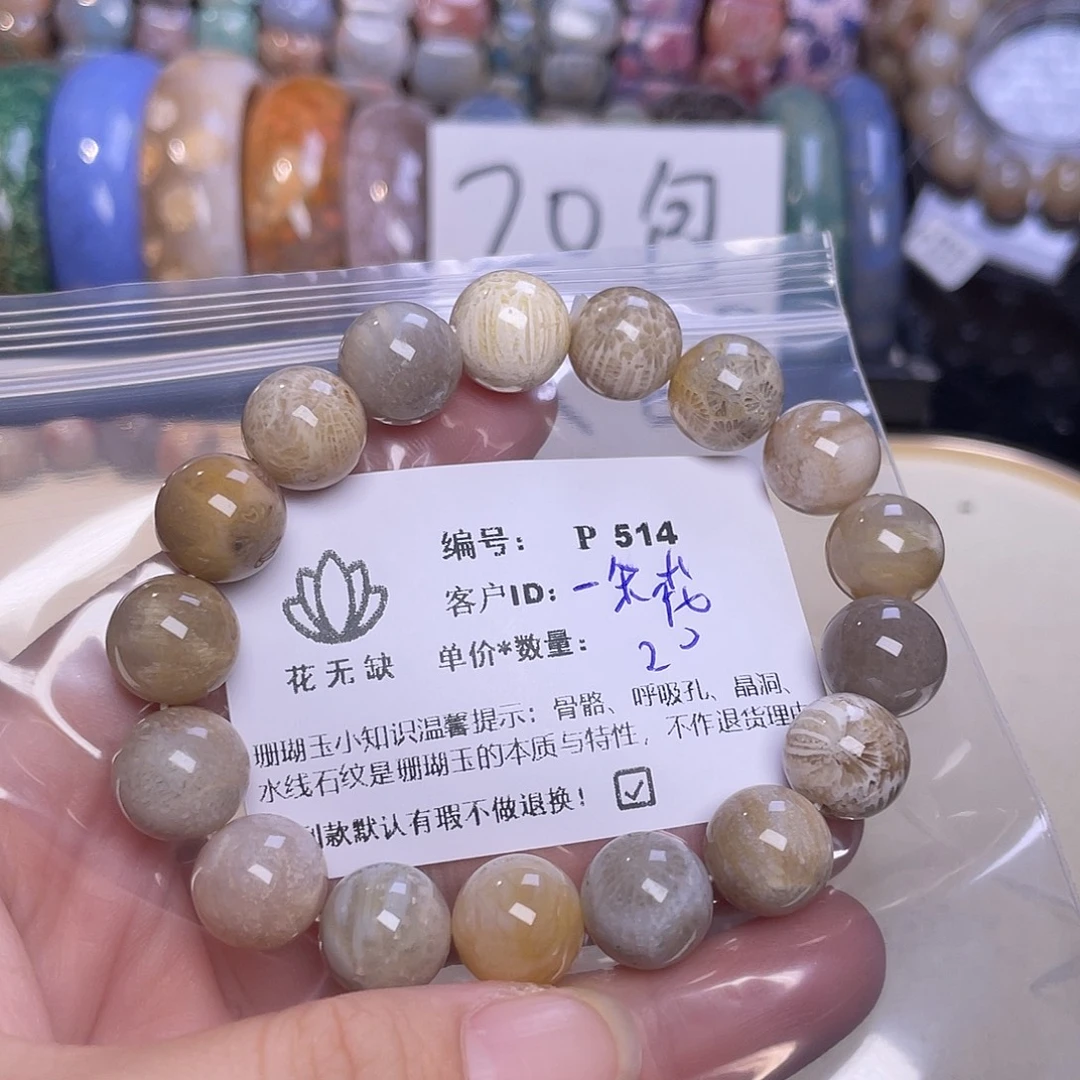 70包
编号： P 514
客户ID: 一朱栈
花无缺
单价*数量： 20
珊瑚玉小知识温馨提示：骨骼、呼吸孔、晶洞、
水线石纹是珊瑚玉的本质与特性，不作退货理由
款默认有瑕不做退换！ ☑